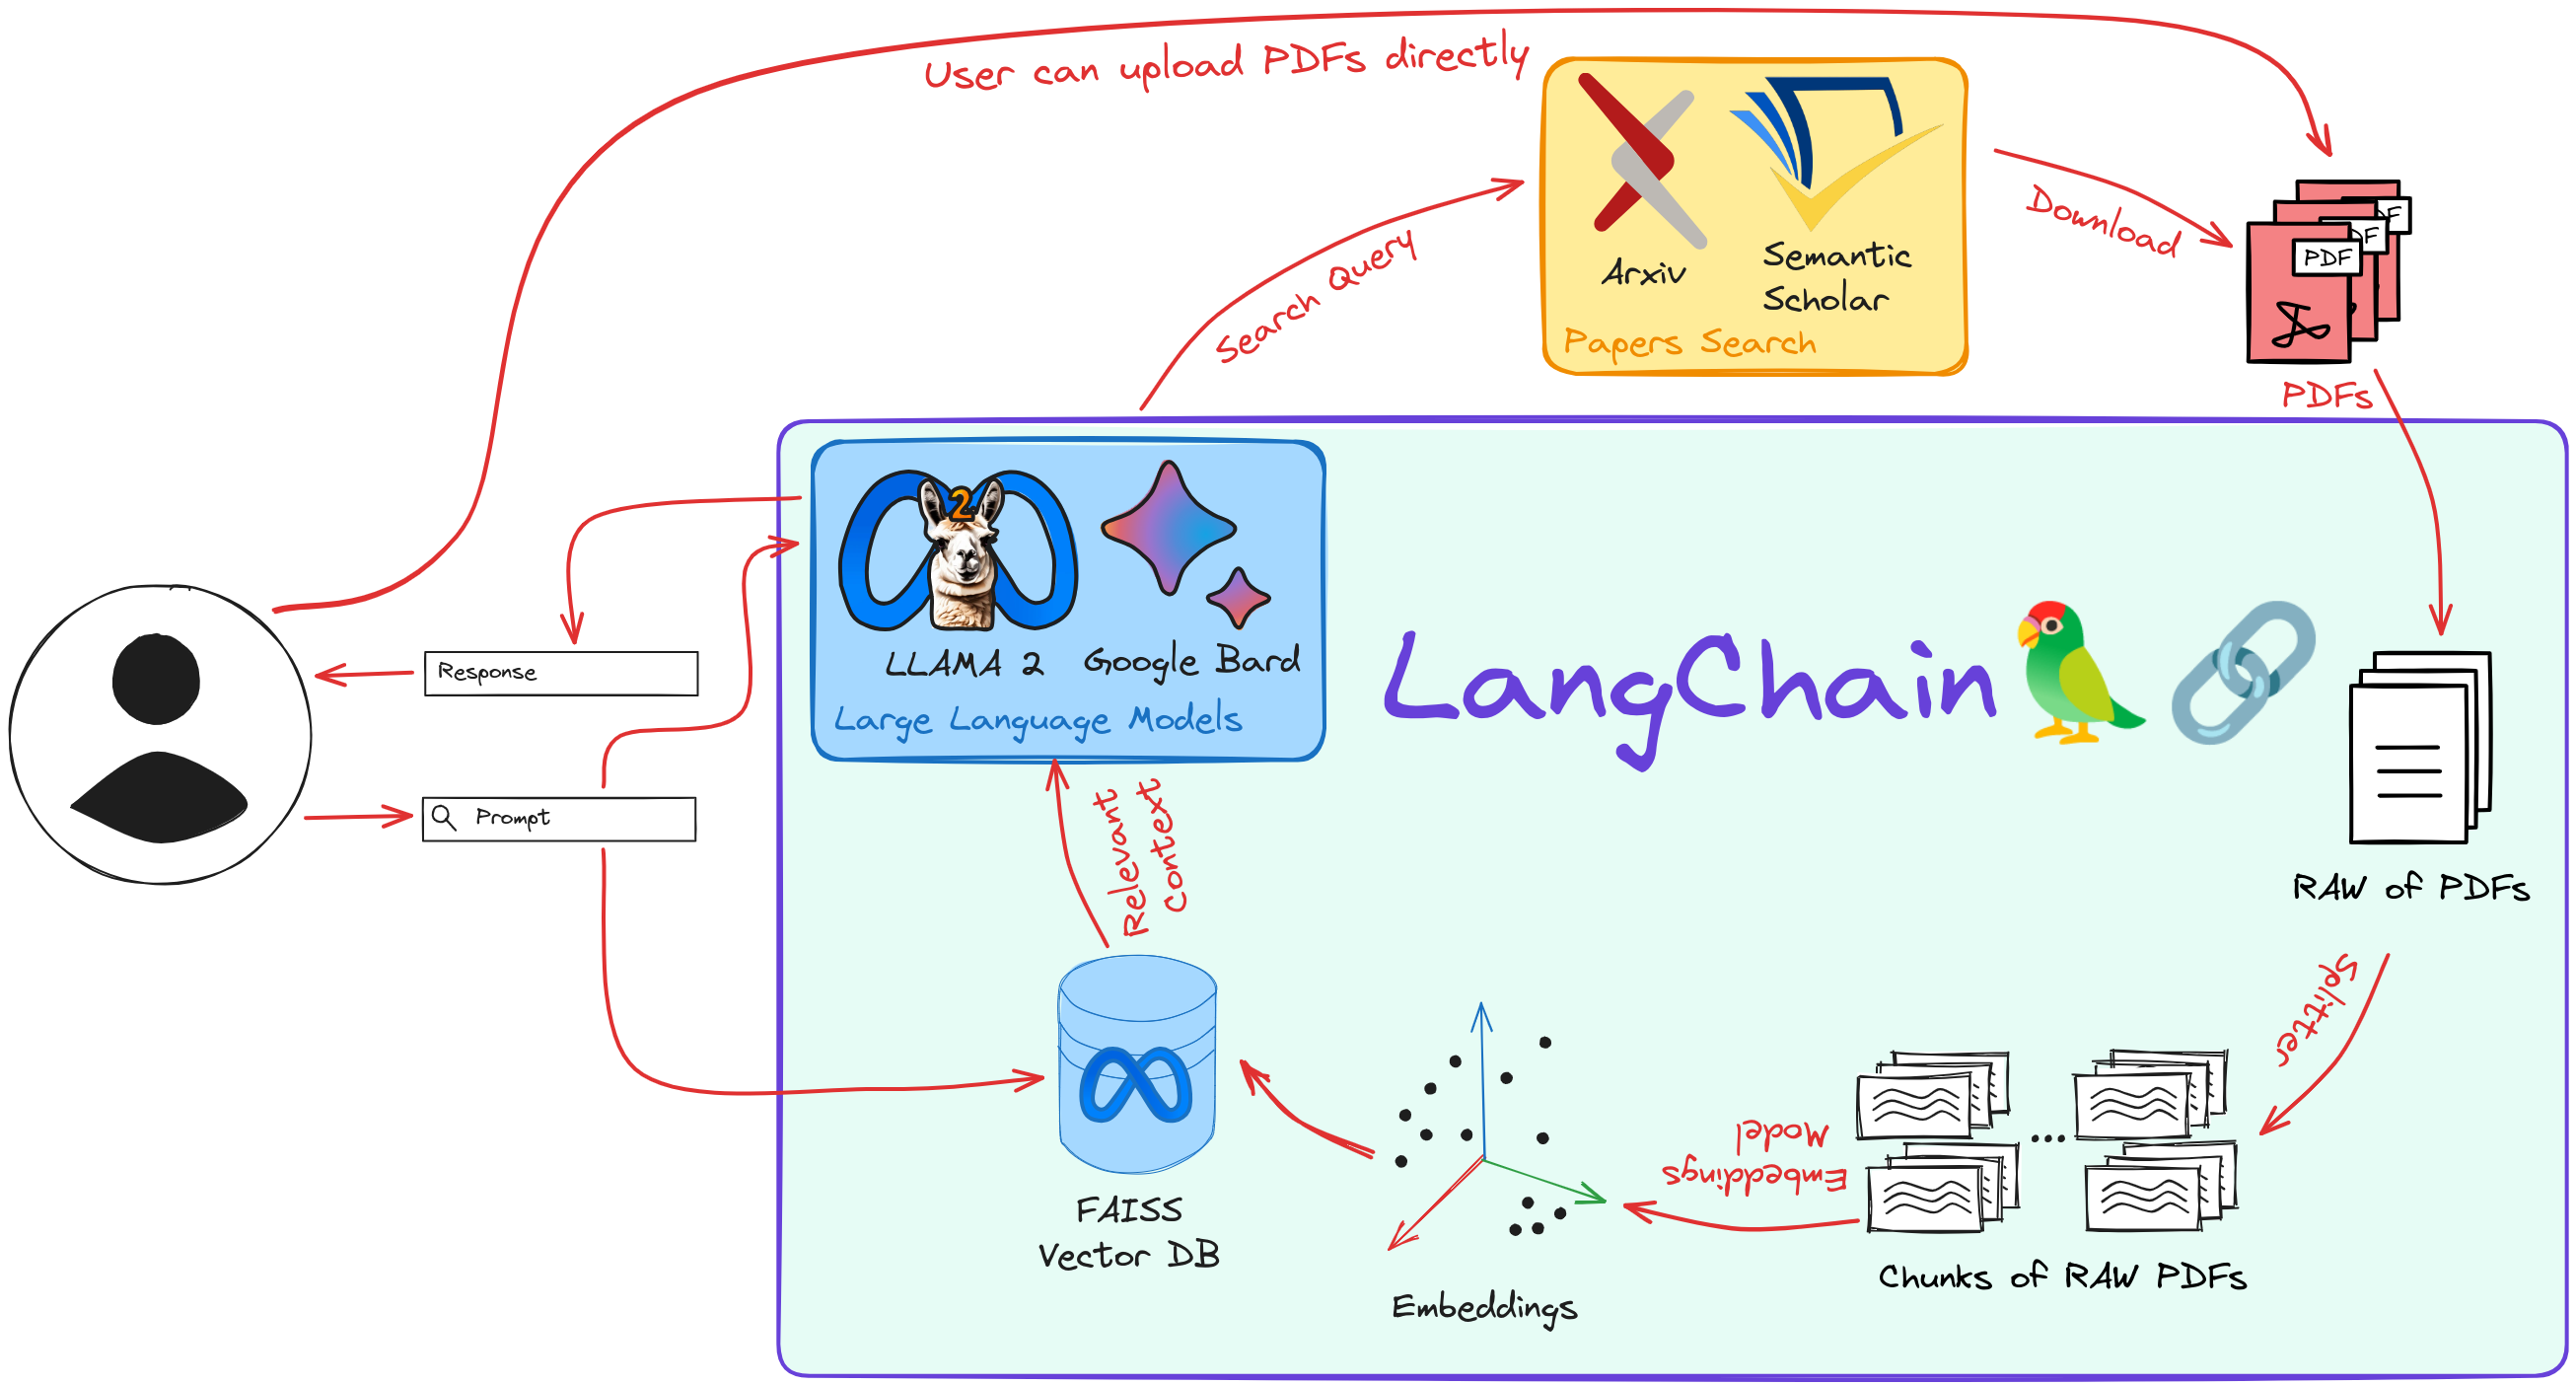 User can upload PDFs directly
Search Query
Arxiv
Semantic
Scholar
Papers Search
Download
PDF
PDFs
2
LLAMA 2
Google Bard
Large Language Models
LangChain
Response
Prompt
Relevant
context
RAW of PDFs
Splitter
Chunks of RAW PDFs
Embeddings
Model
Embeddings
FAISS
Vector DB